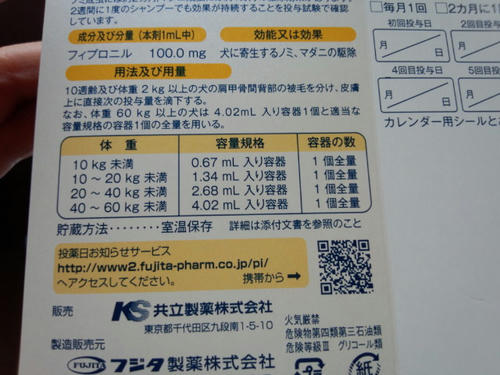 2週間に1度のシャンプーでも効果が持続することを投与試験で確認
しています。
成分及び分量(本剤1mL中)
効能又は効果
フィプロニル 100.0 mg
犬に寄生するノミ、マダニの駆除
用法及び用量
10週齢及び体重 2 kg 以上の犬の肩甲骨間背部の被毛を分け、皮膚
上に直接次の投与量を滴下する。
なお、体重 60 kg 以上の犬は 4.02mL 入り容器1個と適当な
容量規格の容器1個の全量を用いる。
体重 容量規格 容器の数
10 kg 未満 0.67 mL 入り容器 1個全量
10 〜 20 kg 未満 1.34 mL 入り容器 1個全量
20 〜 40 kg 未満 2.68 mL 入り容器 1個全量
40 〜 60 kg 未満 4.02 mL 入り容器 1個全量
貯蔵方法‥‥‥‥室温保存 詳細は添付文書を参照のこと
投薬日お知らせサービス
http://www2.fujita-pharm.co.jp/pi/
へアクセスしてください。
携帯から→
販売 KS 共立製薬株式会社
東京都千代田区九段南1-5-10
製造販売元
FUJITA フジタ製薬株式会社
火気厳禁
危険物第四類第三石油類
危険等級Ⅲ グリコール類
紙
□毎月1回 □2カ月に1
初回投与日
月 日
月
4回目投与日
5回
月 日
月
カレンダー用シールとご